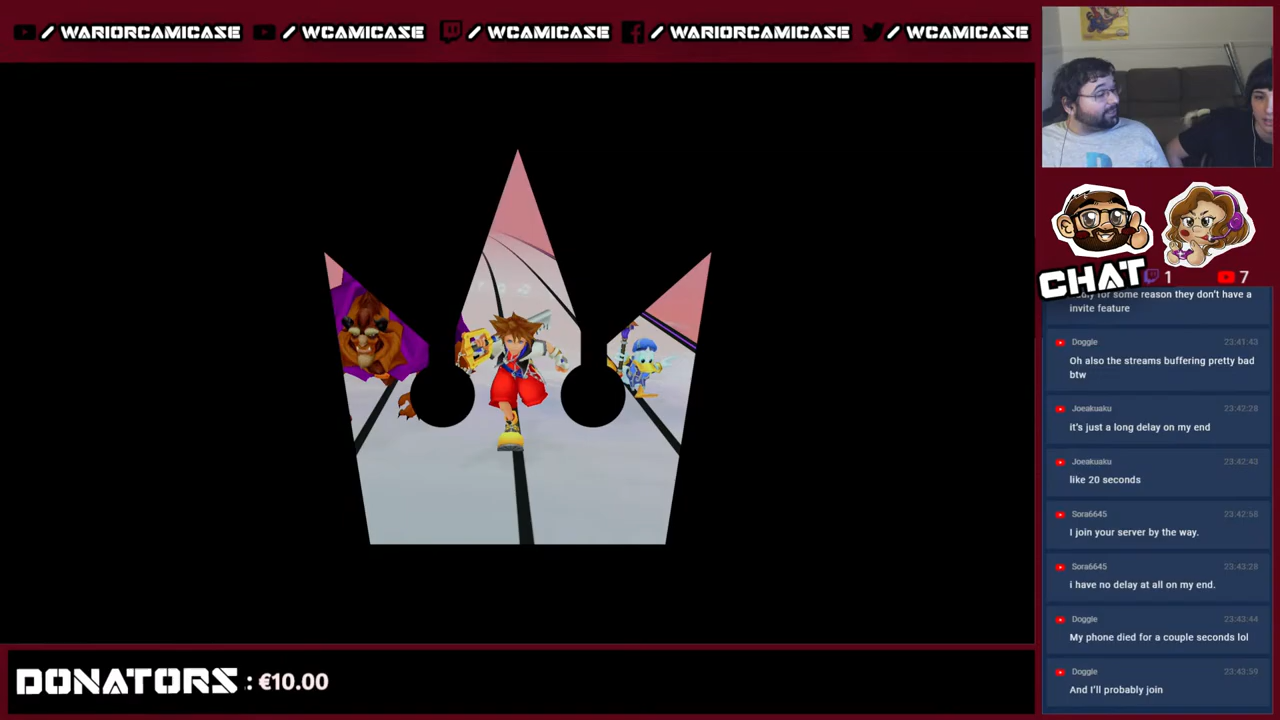 / WARIORCAMICASE / WCAMICASE / WCAMICASE / WARIORCAMICASE / WCAMICASE
CHAT 1 7
for some reason they don't have a
invite feature
Doggle 23:41:43
Oh also the streams buffering pretty bad
btw
Joeakuaku 23:42:28
it's just a long delay on my end
Joeakuaku 23:42:43
like 20 seconds
Sora6645 23:42:58
I join your server by the way.
Sora6645 23:43:28
i have no delay at all on my end.
Doggle 23:43:44
My phone died for a couple seconds lol
Doggle 23:43:59
And I'll probably join
DONATORS : €10.00